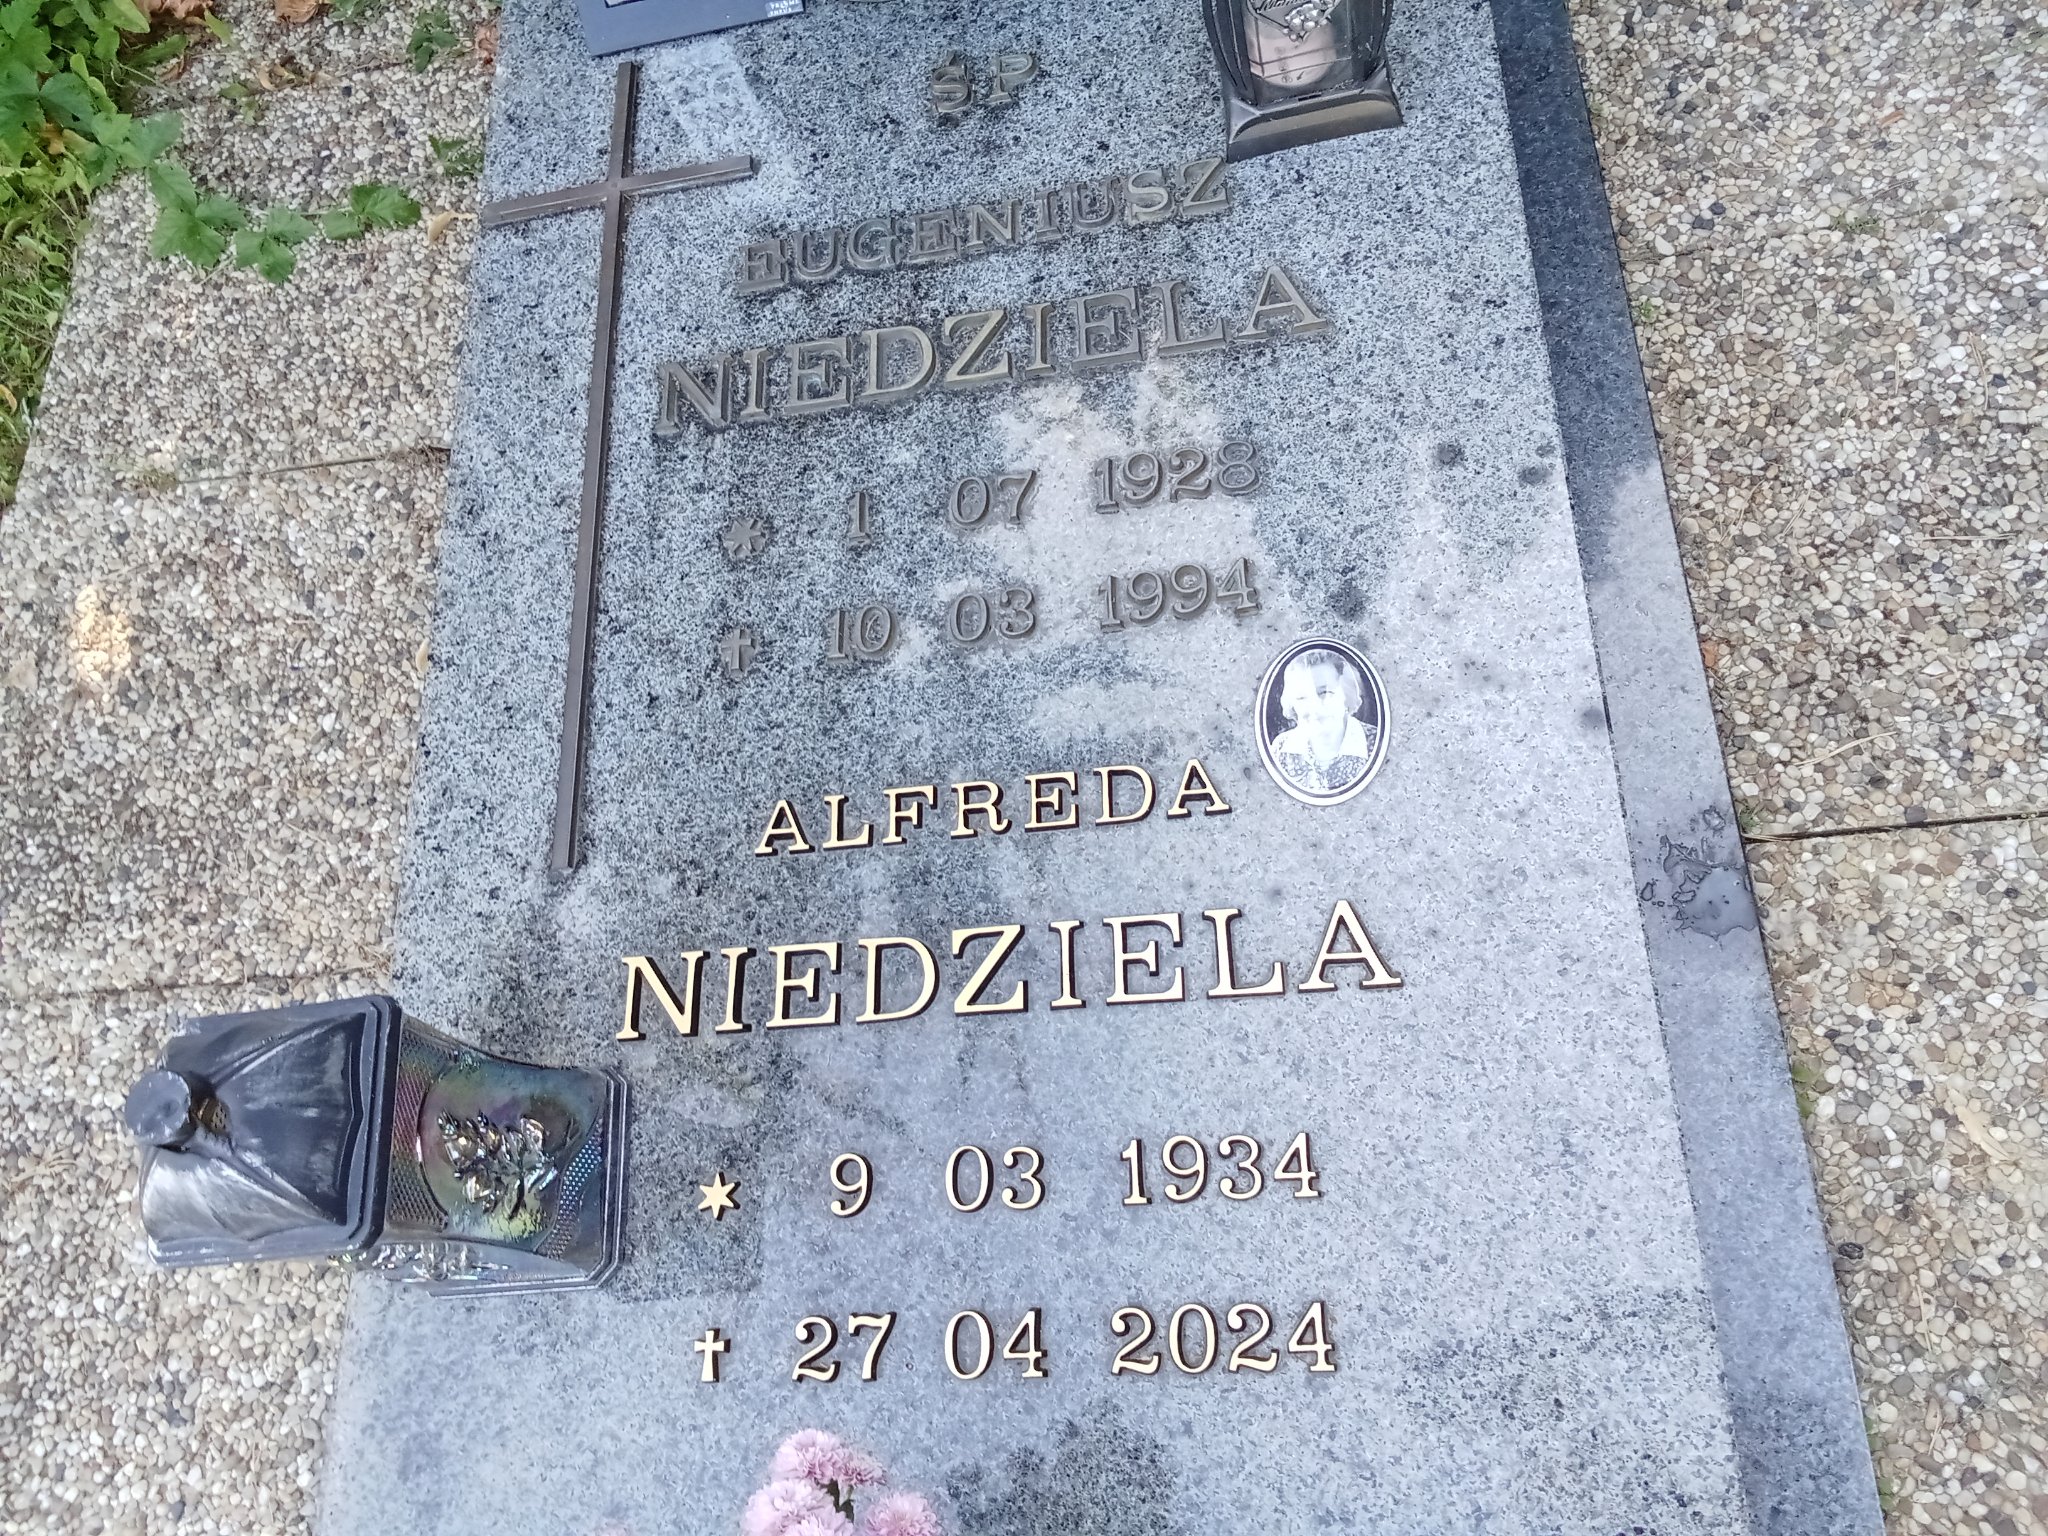 ŚP
EUGENIUSZ
NIEDZIELA
* 1 07 1928
† 10 03 1994
ALFREDA
NIEDZIELA
* 9 03 1934
† 27 04 2024